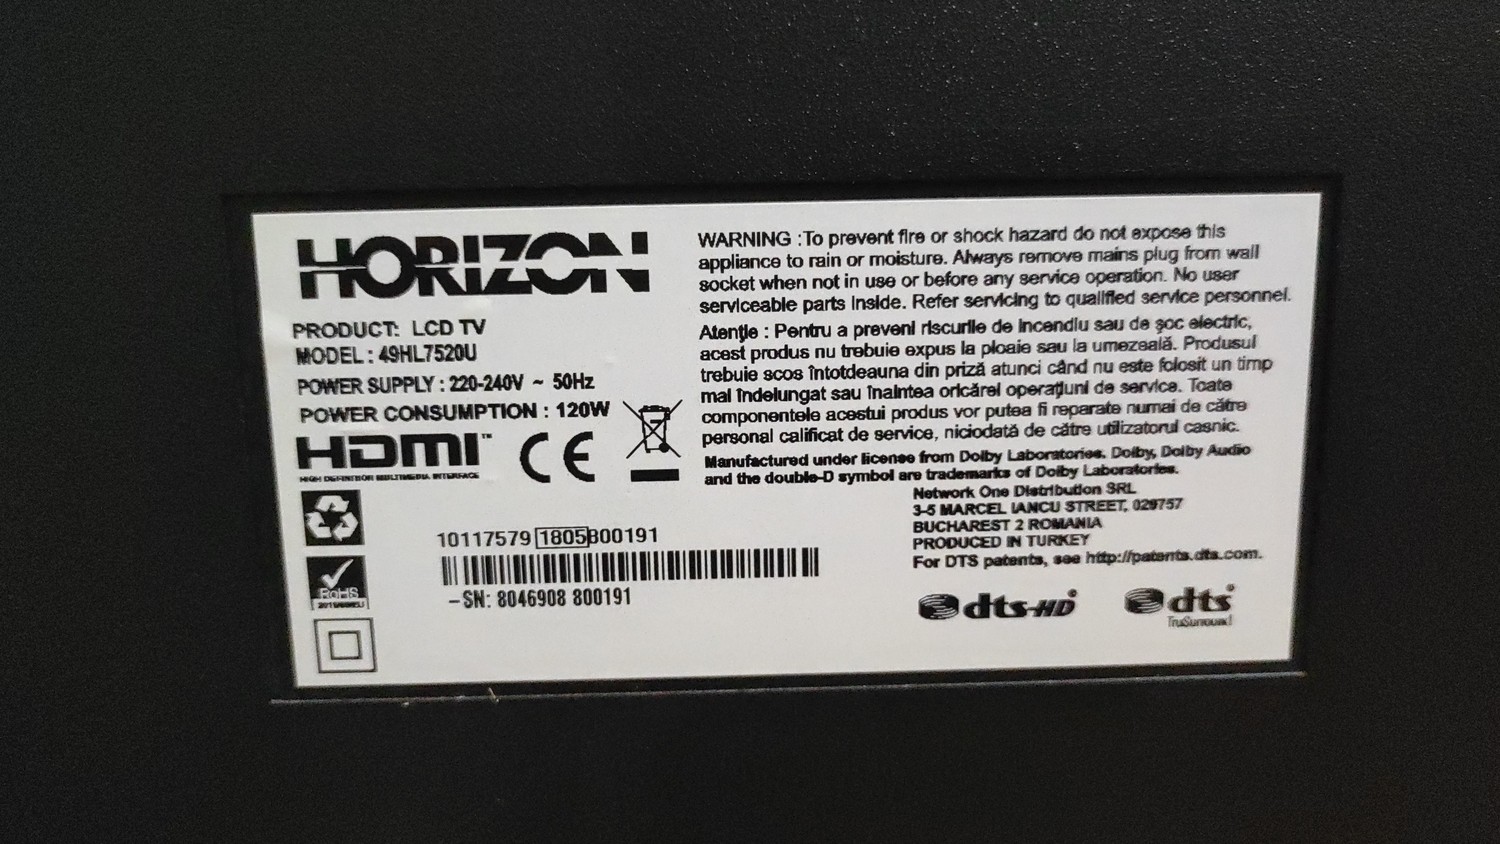 HORIZON
PRODUCT: LCD TV
MODEL : 49HL7520U
POWER SUPPLY : 220-240V ~ 50Hz
POWER CONSUMPTION : 120W
HDMI™
HIGH DEFINITION MULTIMEDIA INTERFACE
CE
RoHS
10117579 1805800191
-SN: 8046908 800191
WARNING :To prevent fire or shock hazard do not expose this
appliance to rain or moisture. Always remove mains plug from wall
socket when not in use or before any service operation. No user
serviceable parts inside. Refer servicing to qualified service personnel.
Atenţie : Pentru a preveni riscurile de incendiu sau de şoc electric,
acest produs nu trebuie expus la ploaie sau la umezeală. Produsul
trebuie scos întotdeauna din priză atunci când nu este folosit un timp
mai îndelungat sau înaintea oricărei operaţiuni de service. Toate
componentele acestui produs vor putea fi reparate numai de către
personal calificat de service, niciodată de către utilizatorul casnic.
Manufactured under license from Dolby Laboratories. Dolby, Dolby Audio
and the double-D symbol are trademarks of Dolby Laboratories.
Network One Distribution SRL
3-5 MARCEL IANCU STREET, 029757
BUCHAREST 2 ROMANIA
PRODUCED IN TURKEY
For DTS patents, see http://patents.dts.com.
dts-HD
dts
TruSurround